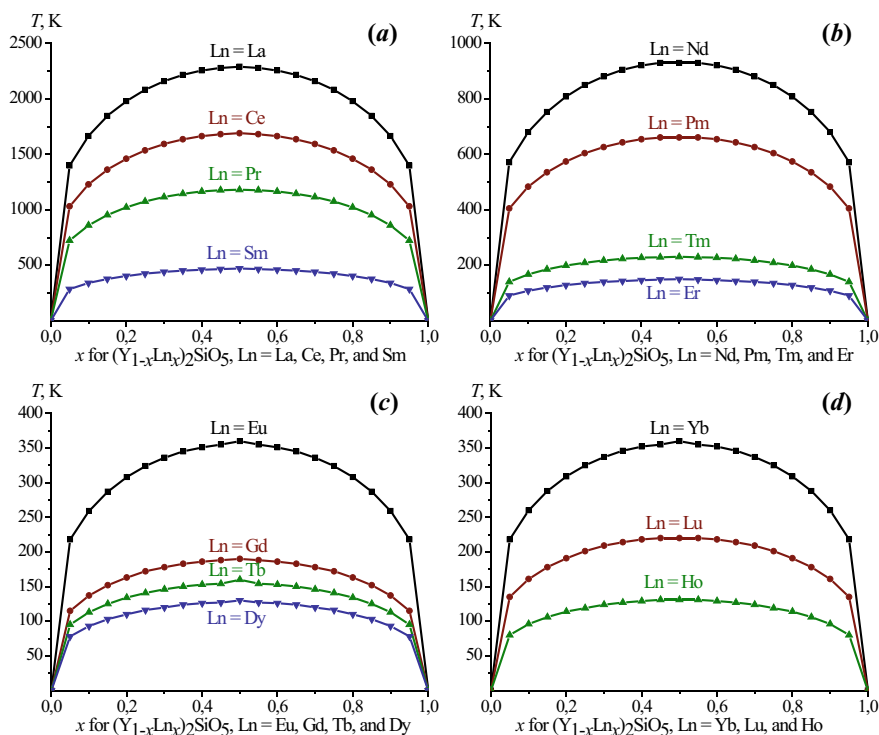 T, K
(a)
2500
2000
1500
1000
500
Ln = La
Ln = Ce
Ln = Pr
Ln = Sm
0,0 0,2 0,4 0,6 0,8 1,0
x for (Y1-xLnx)2SiO5, Ln = La, Ce, Pr, and Sm
T, K
(b)
1000
800
600
400
200
Ln = Nd
Ln = Pm
Ln = Tm
Ln = Er
0,0 0,2 0,4 0,6 0,8 1,0
x for (Y1-xLnx)2SiO5, Ln = Nd, Pm, Tm, and Er
T, K
(c)
400
350
300
250
200
150
100
50
Ln = Eu
Ln = Gd
Ln = Tb
Ln = Dy
0,0 0,2 0,4 0,6 0,8 1,0
x for (Y1-xLnx)2SiO5, Ln = Eu, Gd, Tb, and Dy
T, K
(d)
400
350
300
250
200
150
100
50
Ln = Yb
Ln = Lu
Ln = Ho
0,0 0,2 0,4 0,6 0,8 1,0
x for (Y1-xLnx)2SiO5, Ln = Yb, Lu, and Ho